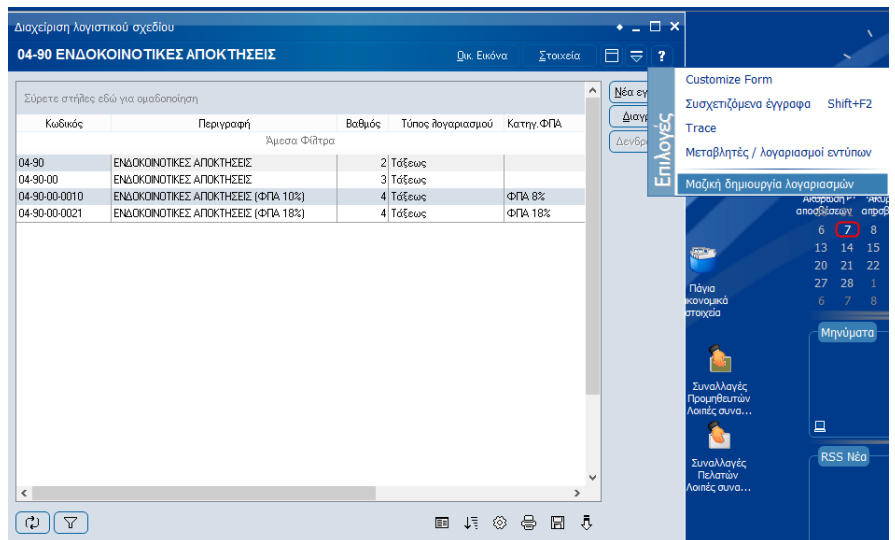 Διαχείριση λογιστικού σχεδίου
04-90 ΕΝΔΟΚΟΙΝΟΤΙΚΕΣ ΑΠΟΚΤΗΣΕΙΣ
Οικ. Εικόνα Στοιχεία ?
Σύρετε στήλες εδώ για ομαδοποίηση
Κωδικός Περιγραφή Βαθμός Τύπος λογαριασμού Κατηγ.ΦΠΑ
Άμεσα Φίλτρα
04-90 ΕΝΔΟΚΟΙΝΟΤΙΚΕΣ ΑΠΟΚΤΗΣΕΙΣ 2 Τάξεως
04-90-00 ΕΝΔΟΚΟΙΝΟΤΙΚΕΣ ΑΠΟΚΤΗΣΕΙΣ 3 Τάξεως
04-90-00-0010 ΕΝΔΟΚΟΙΝΟΤΙΚΕΣ ΑΠΟΚΤΗΣΕΙΣ (ΦΠΑ 10%) 4 Τάξεως ΦΠΑ 8%
04-90-00-0021 ΕΝΔΟΚΟΙΝΟΤΙΚΕΣ ΑΠΟΚΤΗΣΕΙΣ (ΦΠΑ 18%) 4 Τάξεως ΦΠΑ 18%
Νέα εγ
Διαγρ
Δενδρ
Επιλογές
Customize Form
Συσχετιζόμενα έγγραφα Shift+F2
Trace
Μεταβλητές / λογαριασμοί εντύπων
Μαζική δημιουργία λογαριασμών
αποσβέσεων
6 7 8
13 14 15
20 21 22
27 28 1
6 7 8
Πάγια
ικονομικά
στοιχεία
Μηνύματα
Συναλλαγές
Προμηθευτών
Λοιπές συνα...
RSS Νέα
Συναλλαγές
Πελατών
Λοιπές συνα...